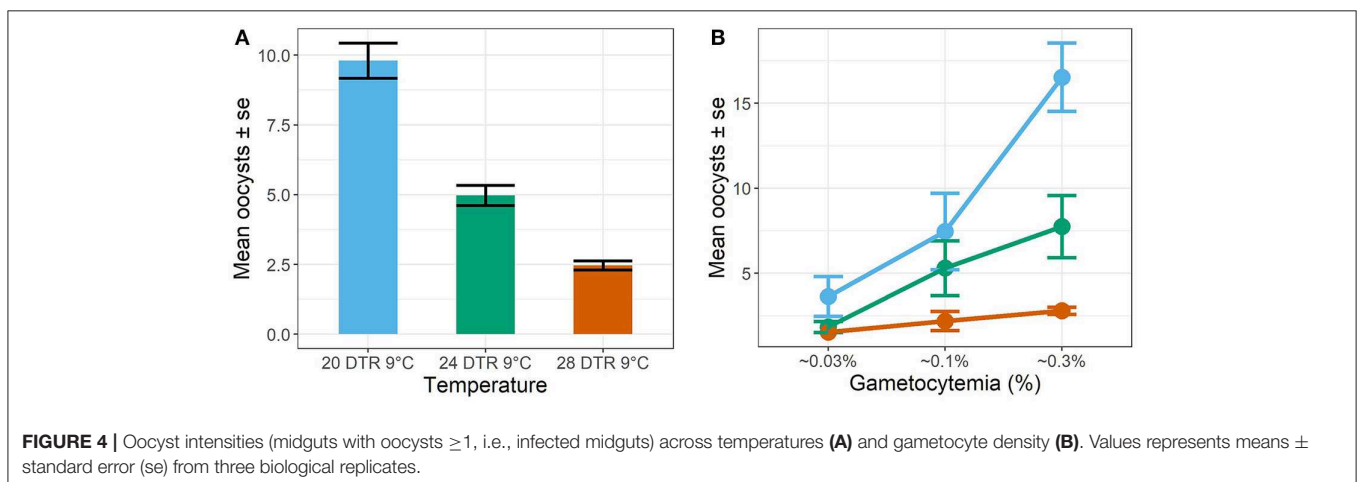 A
Mean oocysts ± se
10.0
7.5
5.0
2.5
0.0
20 DTR 9°C 24 DTR 9°C 28 DTR 9°C
Temperature
B
Mean oocysts ± se
15
10
5
~0.03% ~0.1% ~0.3%
Gametocytemia (%)
FIGURE 4 | Oocyst intensities (midguts with oocysts ≥1, i.e., infected midguts) across temperatures (A) and gametocyte density (B). Values represents means ±
standard error (se) from three biological replicates.